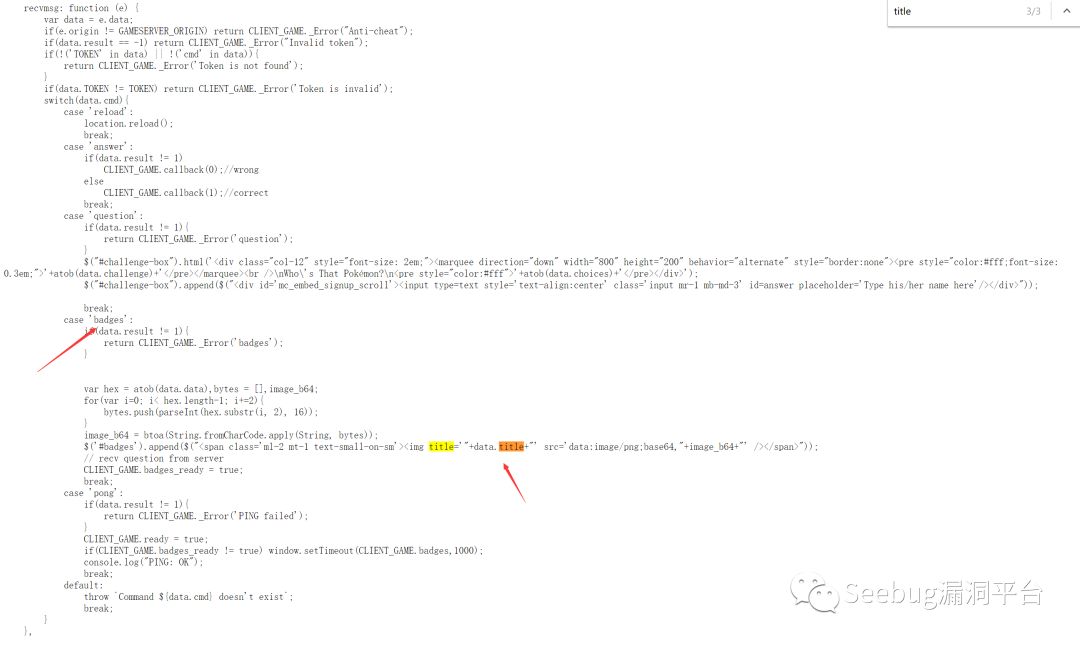 title 3/3
recvmsg: function (e) {
var data = e.data;
if(e.origin != GAMESERVER_ORIGIN) return CLIENT_GAME._Error("Anti-cheat");
if(data.result == -1) return CLIENT_GAME._Error("Invalid token");
if(!('TOKEN' in data) || !('cmd' in data)){
return CLIENT_GAME._Error('Token is not found');
}
if(data.TOKEN != TOKEN) return CLIENT_GAME._Error('Token is invalid');
switch(data.cmd){
case 'reload':
location.reload();
break;
case 'answer':
if(data.result != 1)
CLIENT_GAME.callback(0);//wrong
else
CLIENT_GAME.callback(1);//correct
break;
case 'question':
if(data.result != 1){
return CLIENT_GAME._Error('question');
}
$("#challenge-box").html('<div class="col-12" style="font-size: 2em;"><marquee direction="down" width="800" height="200" behavior="alternate" style="border:none"><pre style="color:#fff;font-size:
0.3em;">'+atob(data.challenge)+'</pre></marquee><br />\nWho\'s That Pokémon?\n<pre style="color:#fff">'+atob(data.choices)+'</pre></div>');
$("#challenge-box").append($("<div id='mc_embed_signup_scroll'><input type=text style='text-align:center' class='input mr-1 mb-md-3' id=answer placeholder='Type his/her name here'/></div>"));
break;
case 'badges':
if(data.result != 1){
return CLIENT_GAME._Error('badges');
}
var hex = atob(data.data),bytes = [],image_b64;
for(var i=0; i< hex.length-1; i+=2){
bytes.push(parseInt(hex.substr(i, 2), 16));
}
image_b64 = btoa(String.fromCharCode.apply(String, bytes));
$('#badges').append($("<span class='ml-2 mt-1 text-small-on-sm'><img title='"+data.title+"' src='data:image/png;base64,"+image_b64+"' /></span>"));
// recv question from server
CLIENT_GAME.badges_ready = true;
break;
case 'pong':
if(data.result != 1){
return CLIENT_GAME._Error('PING failed');
}
CLIENT_GAME.ready = true;
if(CLIENT_GAME.badges_ready != true) window.setTimeout(CLIENT_GAME.badges,1000);
console.log("PING: OK");
break;
default:
throw `Command ${data.cmd} doesn't exist`;
break;
}
},
Seebug漏洞平台